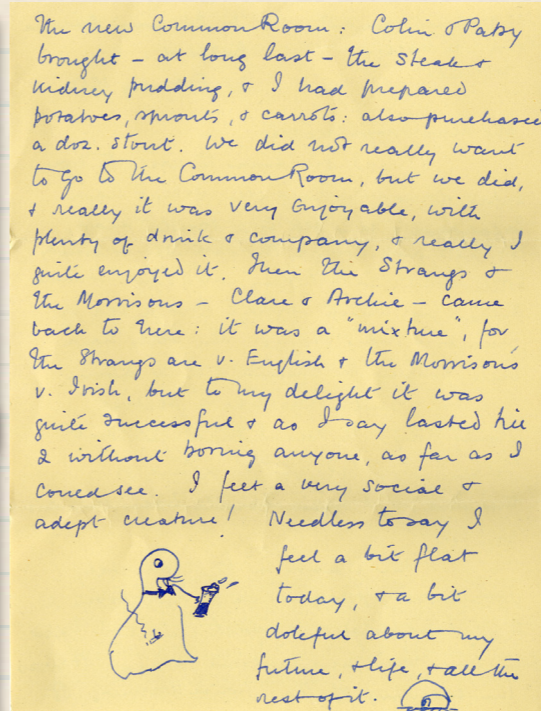 the new Common Room: Colin & Patsy
brought – at long last – the steak &
kidney pudding, & I had prepared
potatoes, sprouts, & carrots: also purchased
a doz. stout. We did not really want
to go to the Common Room, but we did,
& really it was very enjoyable, with
plenty of drink & company, & really I
quite enjoyed it. Then the Strangs &
the Morrisons – Clare & Archie – came
back to here: it was a "mixture", for
the Strangs are v. English & the Morrisons
v. Irish, but to my delight it was
quite successful & as I say lasted till
2 without boring anyone, as far as I
could see. I feel a very social &
adept creature! Needless to say I
feel a bit flat
today, & a bit
doleful about my
future, & life, & all the
rest of it.